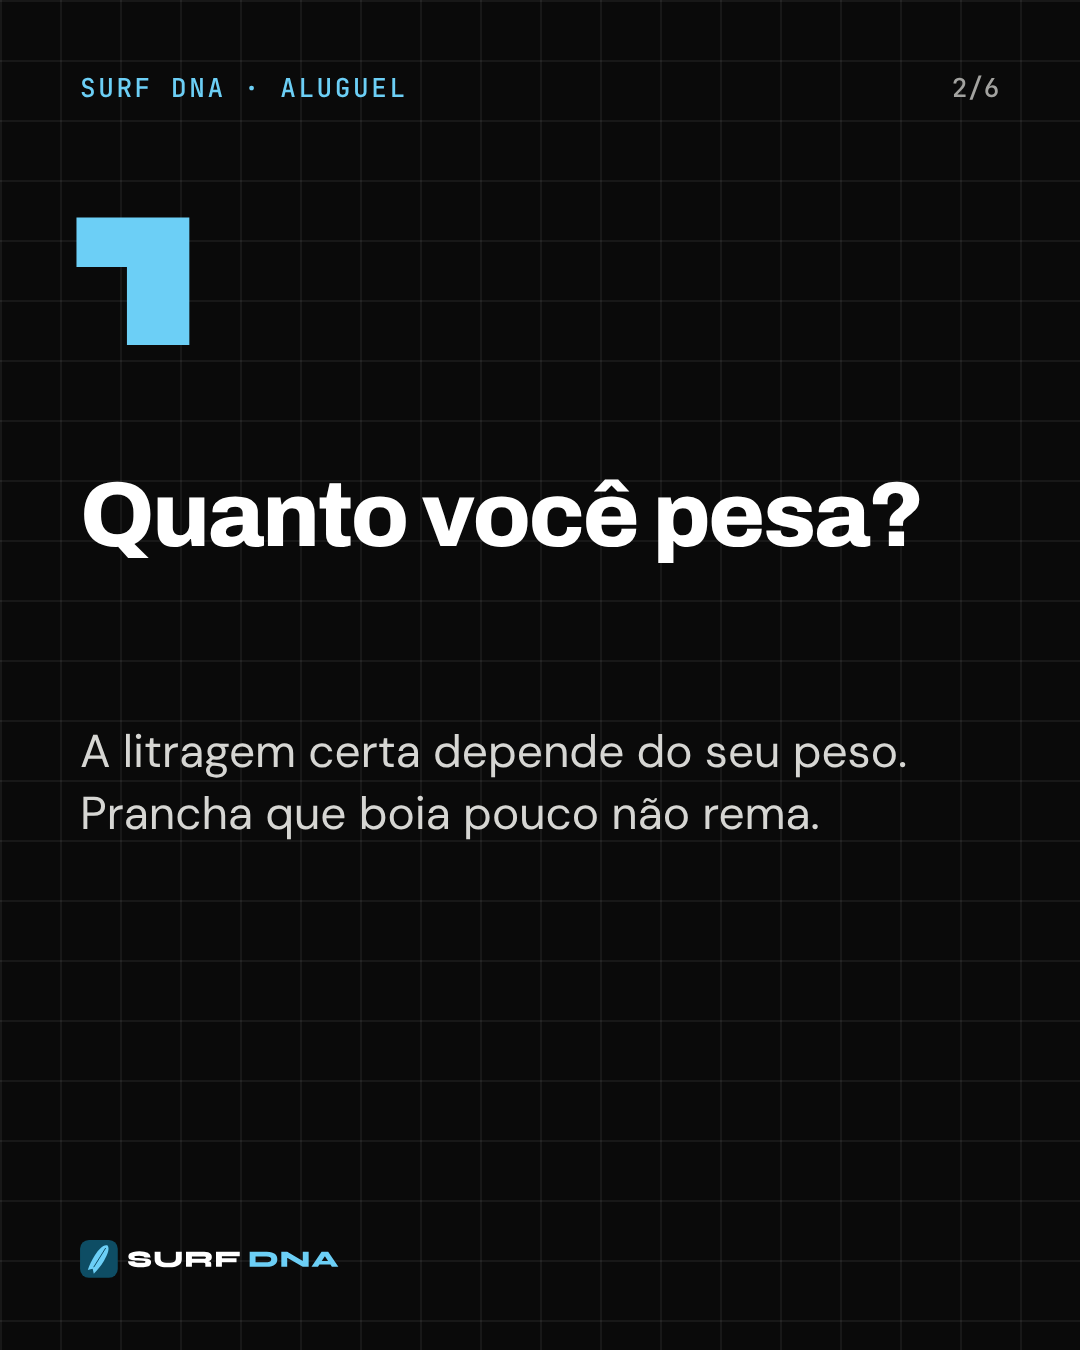 SURF DNA · ALUGUEL
2/6
1
Quanto você pesa?
A litragem certa depende do seu peso.
Prancha que boia pouco não rema.
SURF DNA